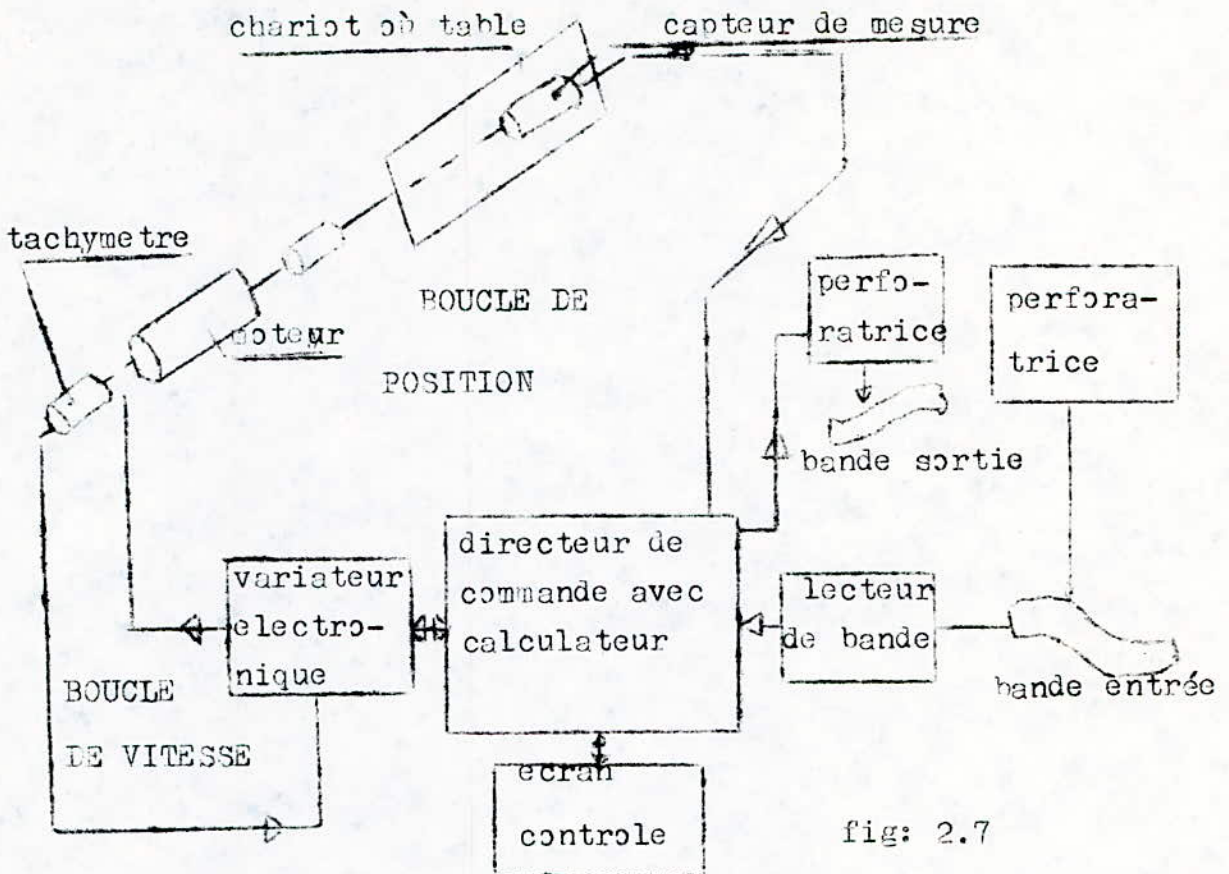 chariot où table
capteur de mesure
tachymetre
moteur
BOUCLE DE
POSITION
perfo-
ratrice
perfora-
trice
bande sortie
directeur de
commande avec
calculateur
variateur
electro-
nique
lecteur
de bande
bande entrée
BOUCLE
DE VITESSE
ecran
controle
fig: 2.7